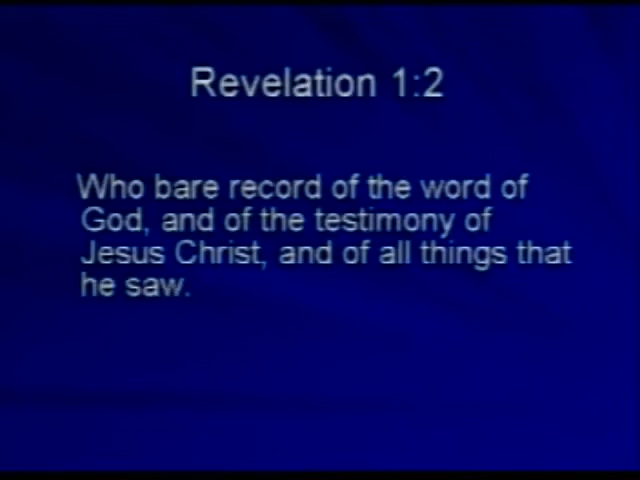 Revelation 1:2
Who bare record of the word of
God, and of the testimony of
Jesus Christ, and of all things that
he saw.